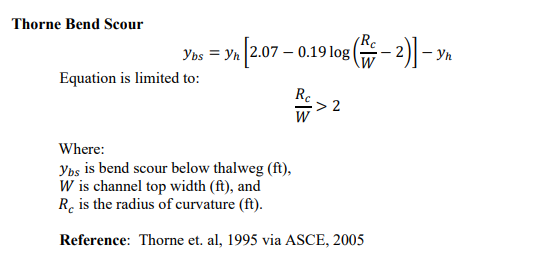 Thorne Bend Scour
y_bs = y_h [2.07 − 0.19 log (R_c/W − 2)] − y_h
Equation is limited to:
R_c/W > 2
Where:
y_bs is bend scour below thalweg (ft),
W is channel top width (ft), and
R_c is the radius of curvature (ft).
Reference: Thorne et. al, 1995 via ASCE, 2005